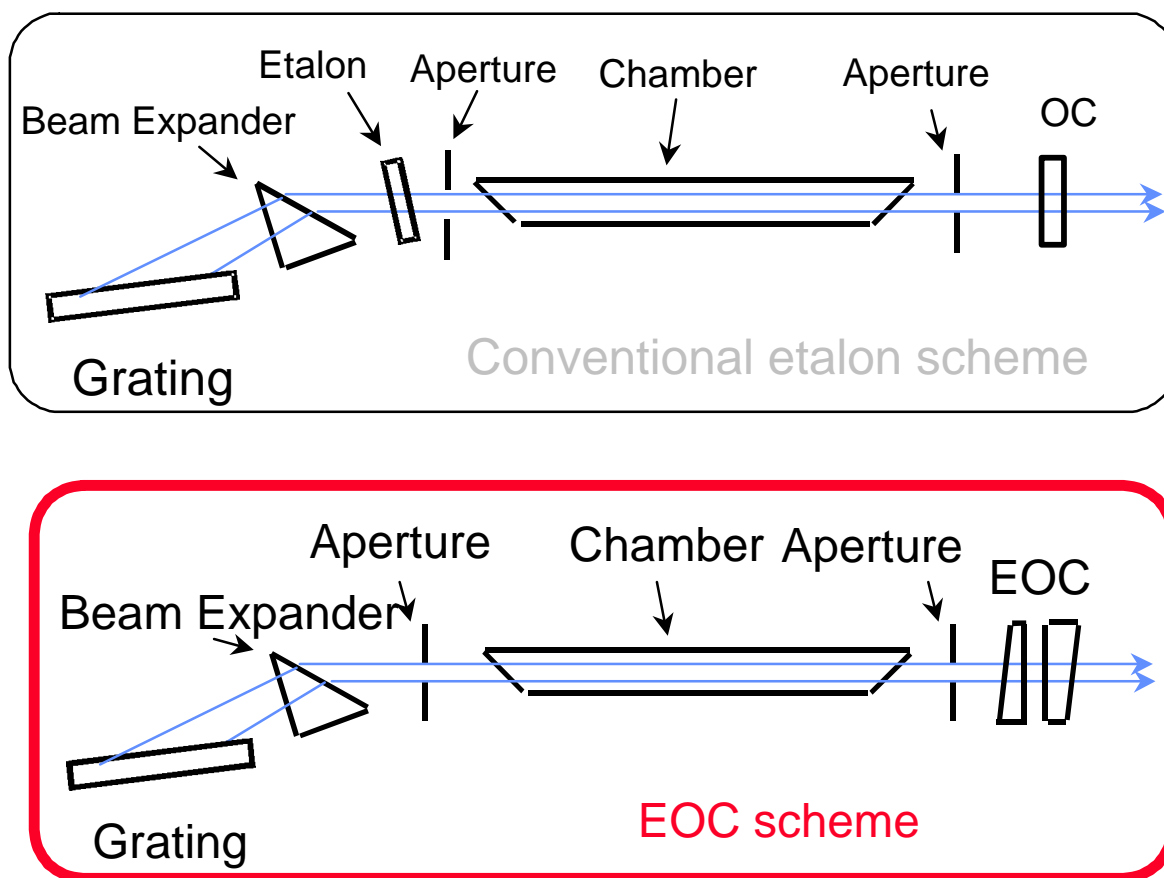 Etalon
Aperture
Chamber
Aperture
OC
Beam Expander
Grating
Conventional etalon scheme
Aperture
Chamber
Aperture
EOC
Beam Expander
Grating
EOC scheme